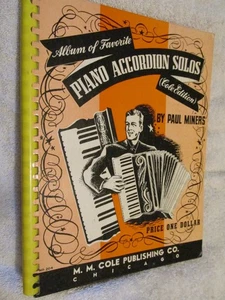 Album of Favorite
PIANO ACCORDION SOLOS
(Cole Edition)
BY PAUL MINERS
PRICE ONE DOLLAR
M. M. COLE PUBLISHING CO.
CHICAGO